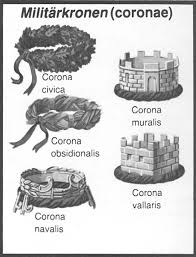 Militärkronen (coronae)
Corona
civica
Corona
muralis
Corona
obsidionalis
Corona
vallaris
Corona
navalis